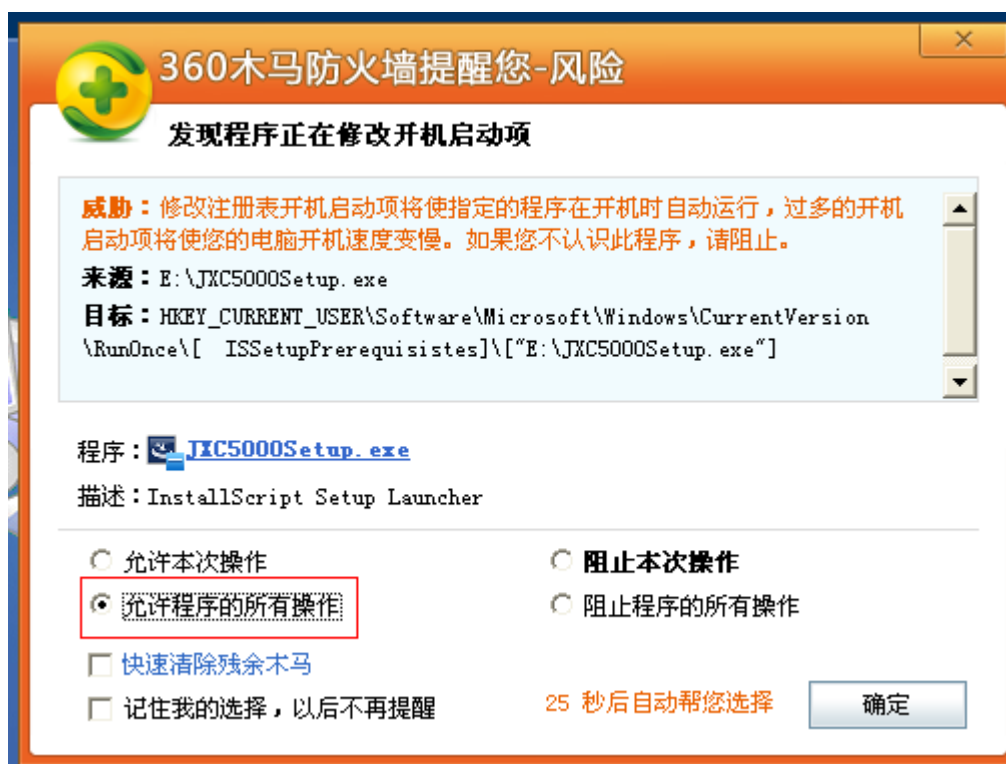 360木马防火墙提醒您-风险
发现程序正在修改开机启动项
威胁：修改注册表开机启动项将使指定的程序在开机时自动运行，过多的开机
启动项将使您的电脑开机速度变慢。如果您不认识此程序，请阻止。
来源：E:\JXC5000Setup.exe
目标：HKEY_CURRENT_USER\Software\Microsoft\Windows\CurrentVersion
\RunOnce\[  ISSetupPrerequisistes]\["E:\JXC5000Setup.exe"]
程序：JXC5000Setup.exe
描述：InstallScript Setup Launcher
允许本次操作 阻止本次操作
允许程序的所有操作 阻止程序的所有操作
快速清除残余木马
记住我的选择，以后不再提醒 25 秒后自动帮您选择 确定